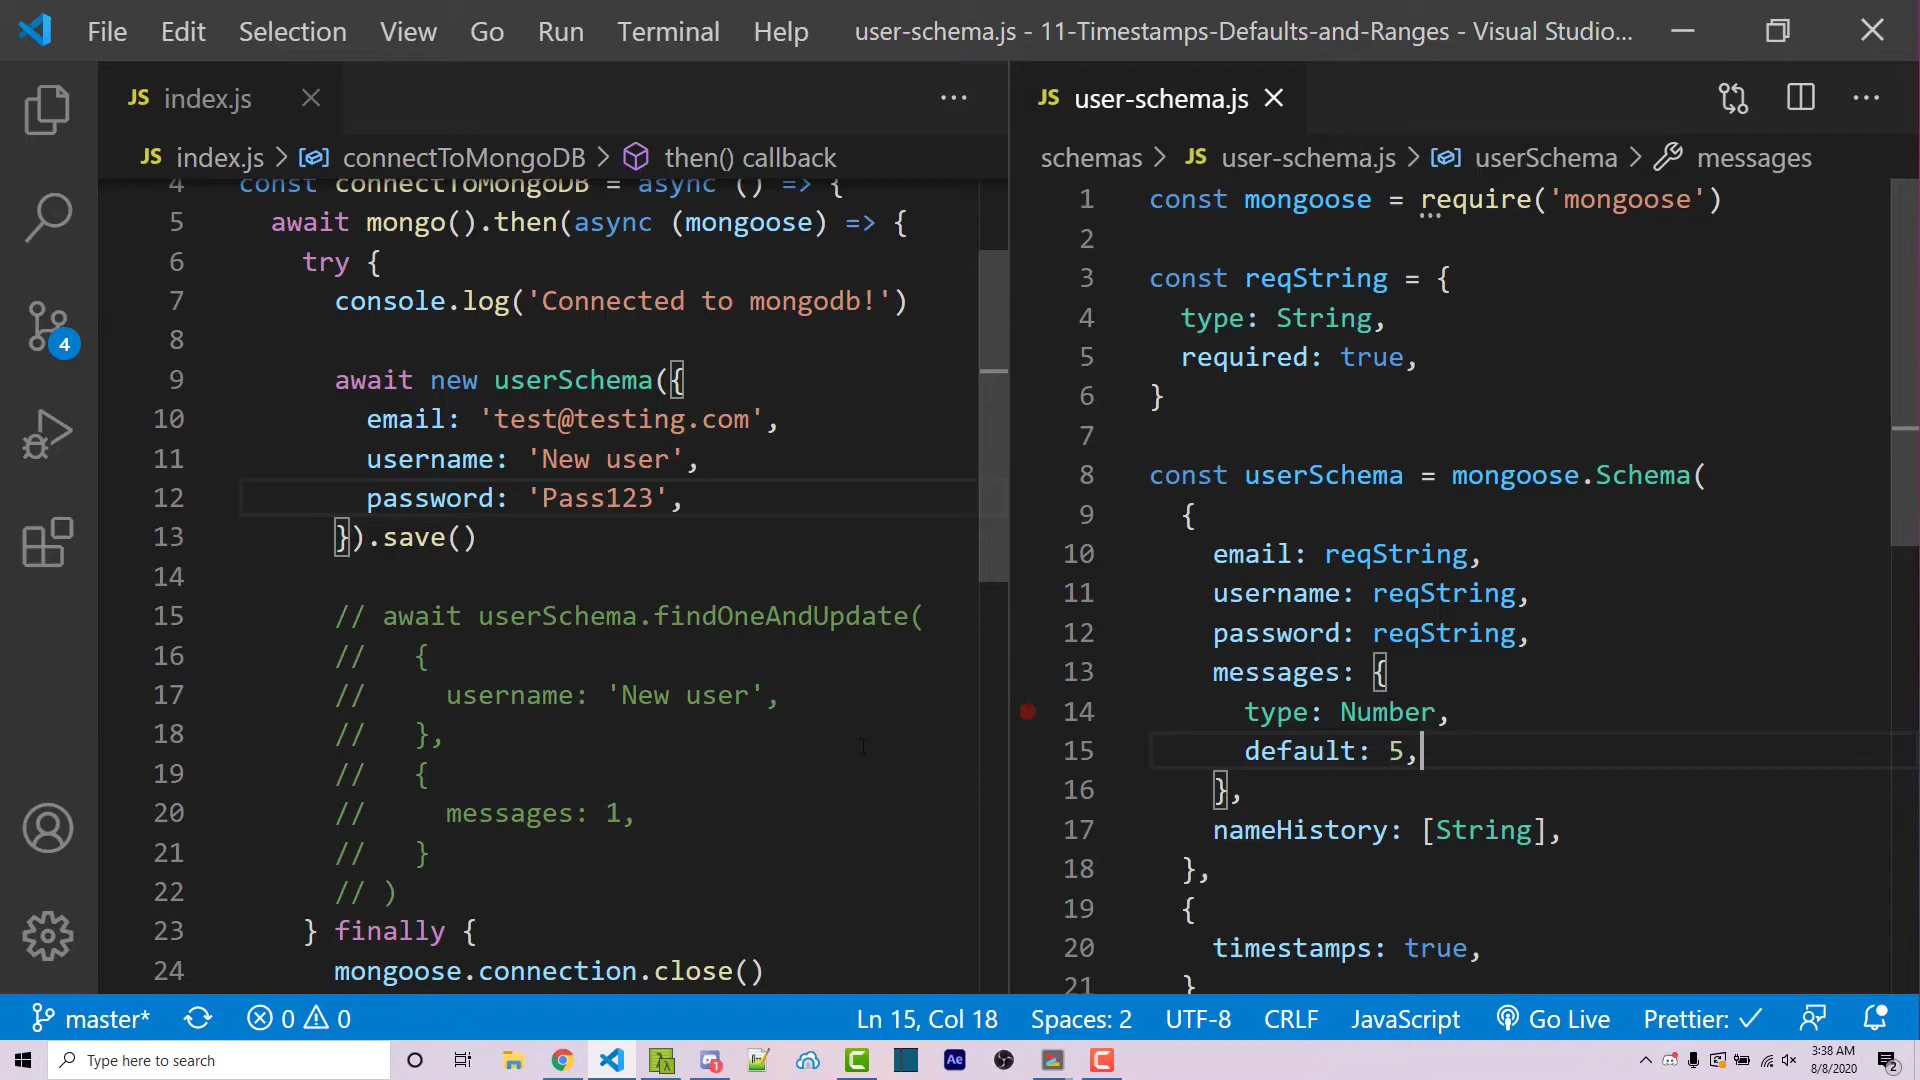 File Edit Selection View Go Run Terminal Help user-schema.js - 11-Timestamps-Defaults-and-Ranges - Visual Studio...
JS index.js
JS index.js > connectToMongoDB > then() callback
4 const connectToMongoDB = async () => {
5 await mongo().then(async (mongoose) => {
6 try {
7 console.log('Connected to mongodb!')
8
9 await new userSchema({
10 email: 'test@testing.com',
11 username: 'New user',
12 password: 'Pass123',
13 }).save()
14
15 // await userSchema.findOneAndUpdate(
16 // {
17 // username: 'New user',
18 // },
19 // {
20 // messages: 1,
21 // }
22 // )
23 } finally {
24 mongoose.connection.close()
JS user-schema.js
schemas > JS user-schema.js > userSchema > messages
1 const mongoose = require('mongoose')
2
3 const reqString = {
4 type: String,
5 required: true,
6 }
7
8 const userSchema = mongoose.Schema(
9 {
10 email: reqString,
11 username: reqString,
12 password: reqString,
13 messages: {
14 type: Number,
15 default: 5,
16 },
17 nameHistory: [String],
18 },
19 {
20 timestamps: true,
21 }
4
master* 0 0 Ln 15, Col 18 Spaces: 2 UTF-8 CRLF JavaScript Go Live Prettier: ✓
Type here to search
Ae
1
3:38 AM
8/8/2020
2